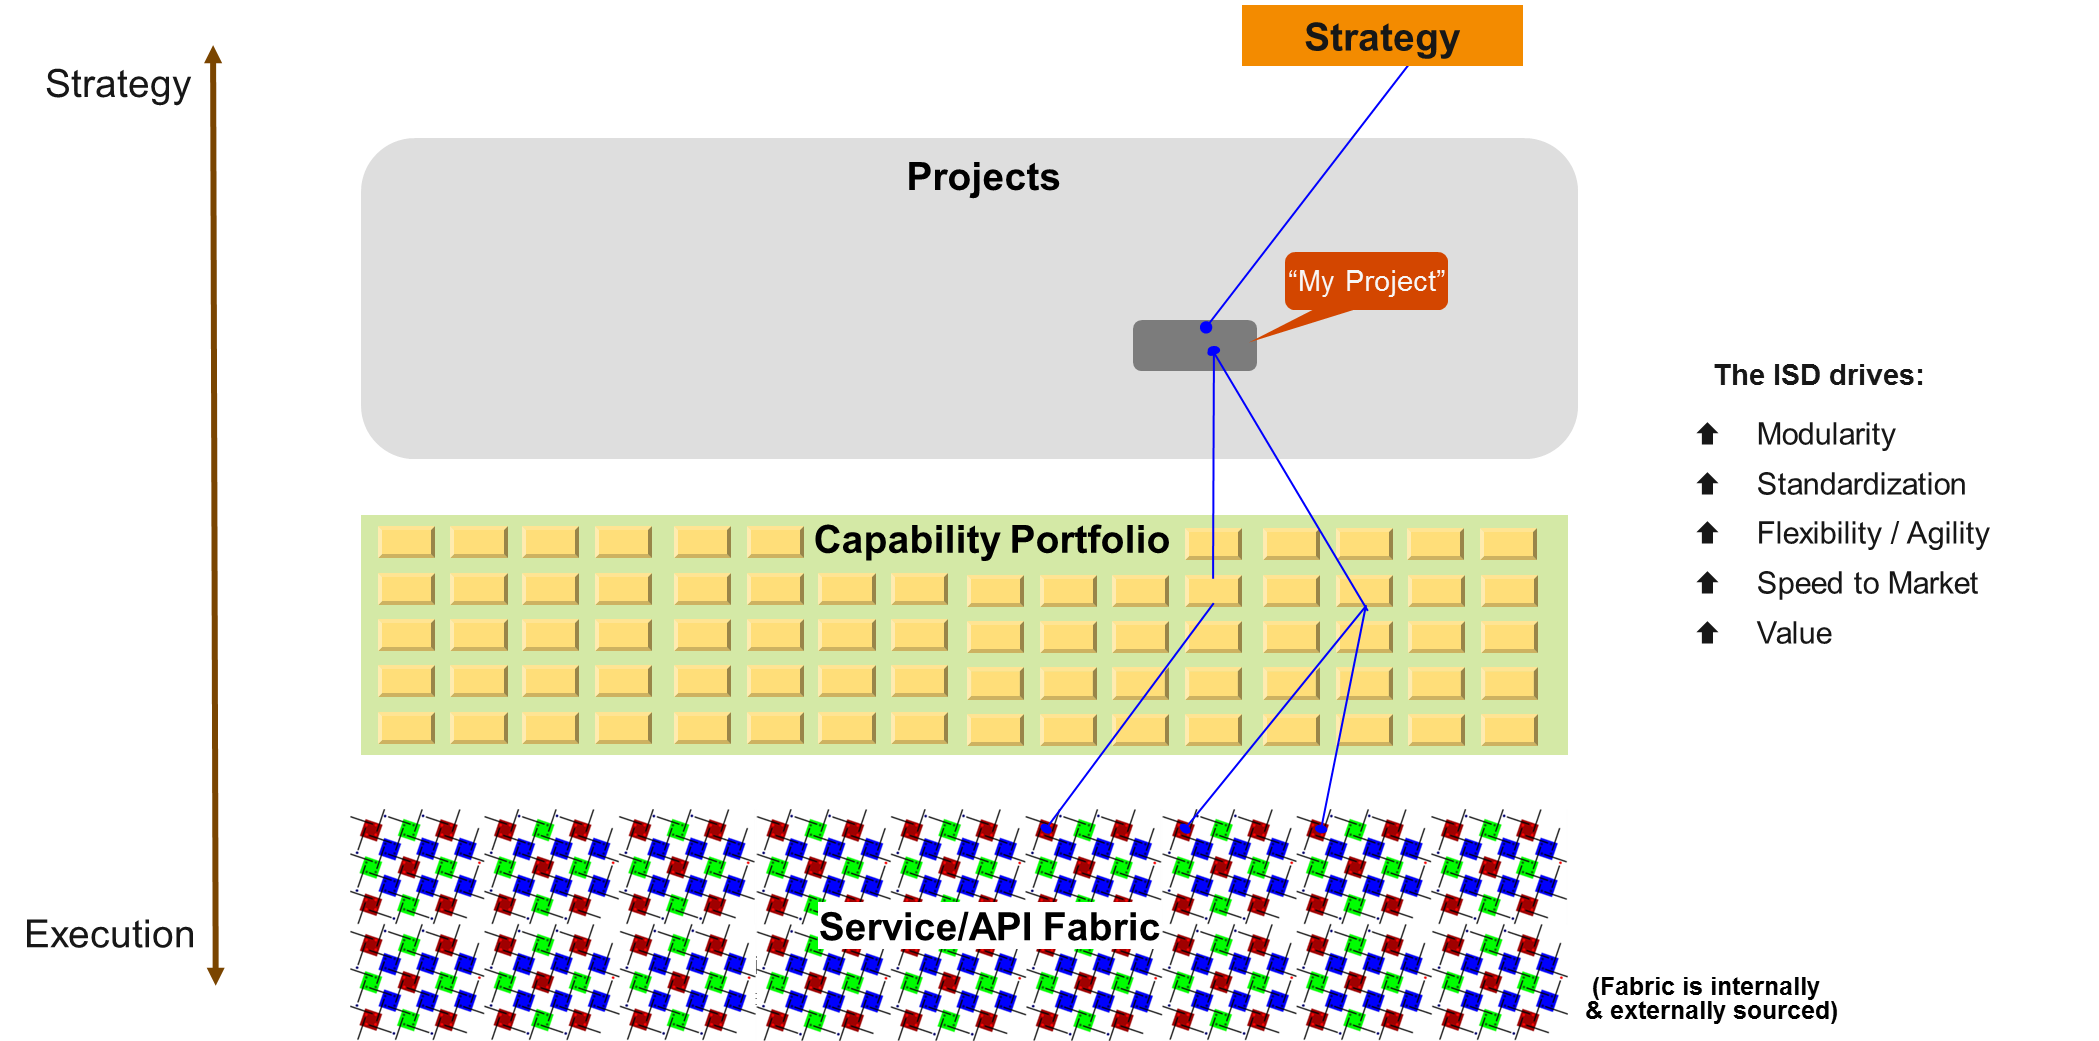 Strategy
Strategy
Projects
“My Project”
The ISD drives:
Modularity
Standardization
Flexibility / Agility
Speed to Market
Value
Capability Portfolio
Execution
Service/API Fabric
(Fabric is internally
& externally sourced)